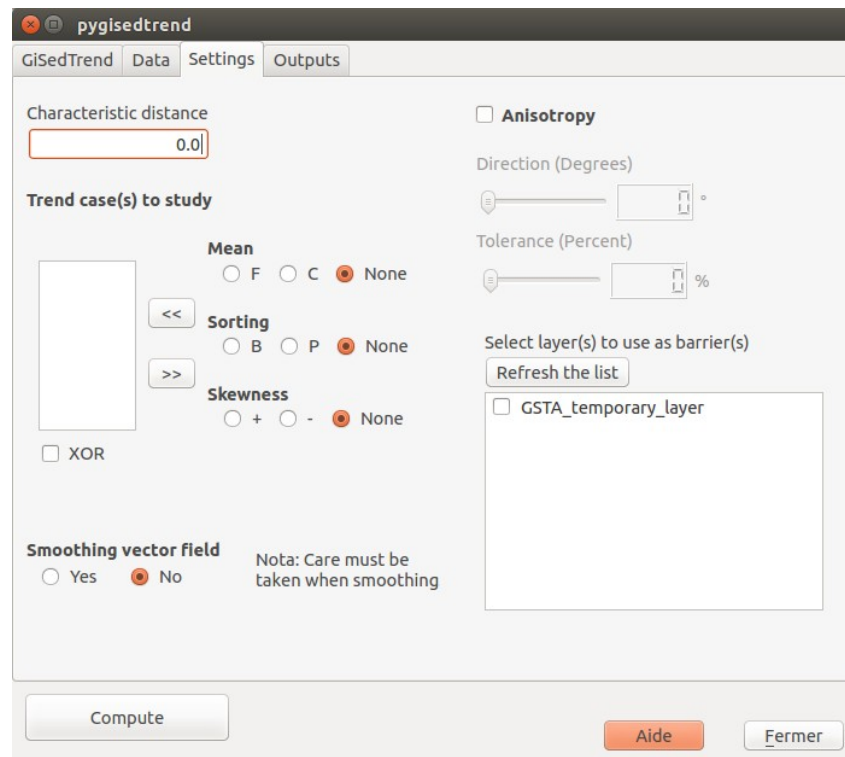 pygisedtrend
GiSedTrend Data Settings Outputs
Characteristic distance
0.0
Trend case(s) to study
Mean
F C None
<<
Sorting
B P None
>>
Skewness
+ - None
XOR
Smoothing vector field
Yes No
Nota: Care must be
taken when smoothing
Anisotropy
Direction (Degrees)
0 °
Tolerance (Percent)
0 %
Select layer(s) to use as barrier(s)
Refresh the list
GSTA_temporary_layer
Compute
Aide Fermer